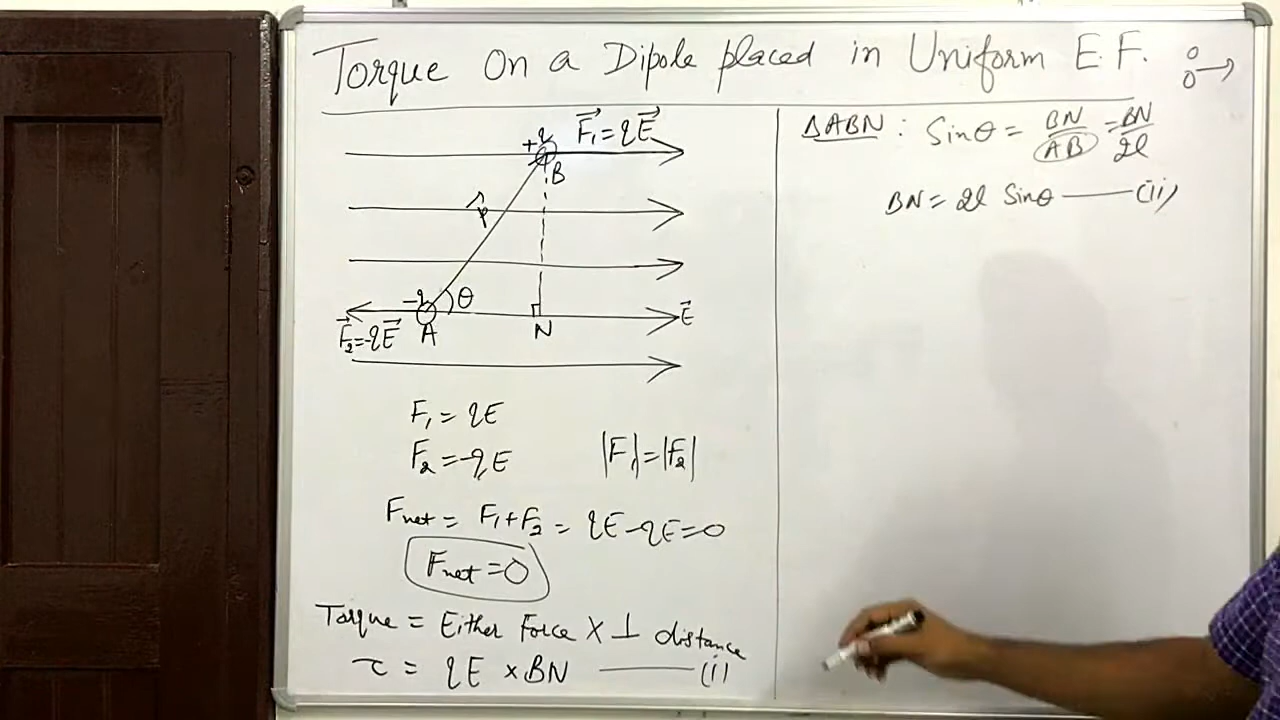 Torque On a Dipole placed in Uniform E.F.
+q
F⃗₁ = qE⃗
B
p̂
-q
θ
E⃗
F⃗₂ = -qE⃗
A
N
F₁ = qE
F₂ = -qE
|F₁| = |F₂|
Fnet = F₁ + F₂ = qE - qE = 0
Fnet = 0
Torque = Either Force X ⊥ distance
τ = qE × BN ——— (i)
ΔABN : Sinθ = BN/AB = BN/2l
BN = 2l Sinθ ——— (ii)